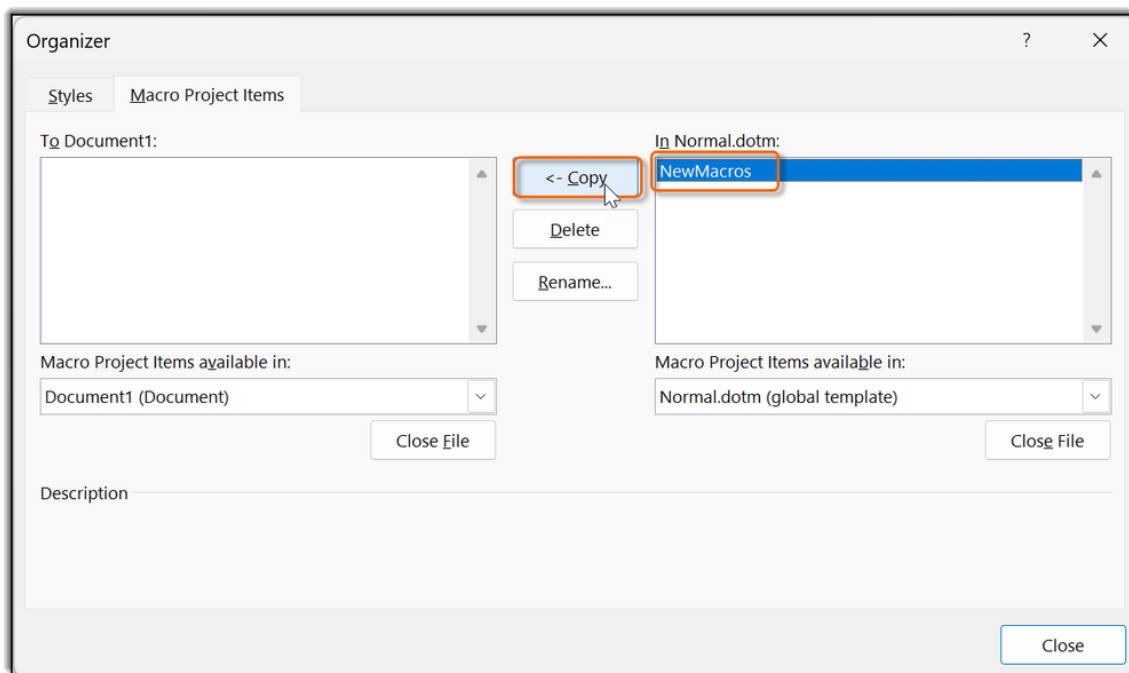 Organizer
?
Styles
Macro Project Items
To Document1:
In Normal.dotm:
<- Copy
NewMacros
Delete
Rename...
Macro Project Items available in:
Macro Project Items available in:
Document1 (Document)
Normal.dotm (global template)
Close File
Close File
Description
Close